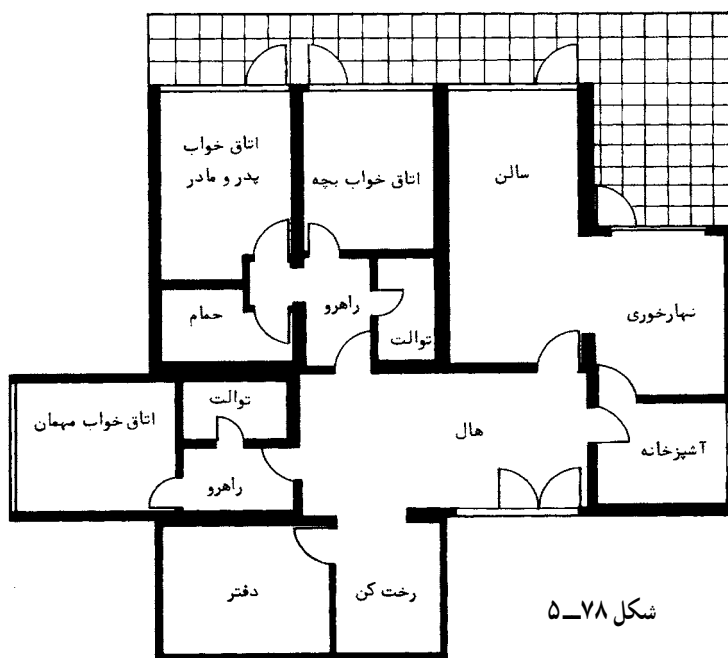 اتاق خواب
پدر و مادر
اتاق خواب بچه
سالن
نهارخوری
راهرو
حمام
توالت
توالت
اتاق خواب مهمان
هال
آشپزخانه
راهرو
دفتر
رخت کن
شکل ۷۸ــ۵